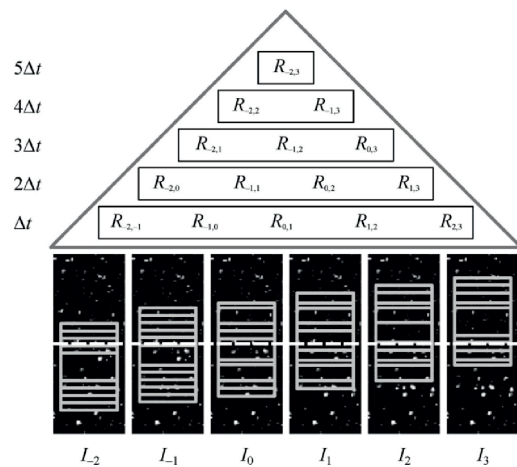 5Δt R₋₂,₃
4Δt R₋₂,₂ R₋₁,₃
3Δt R₋₂,₁ R₋₁,₂ R₀,₃
2Δt R₋₂,₀ R₋₁,₁ R₀,₂ R₁,₃
Δt R₋₂,₋₁ R₋₁,₀ R₀,₁ R₁,₂ R₂,₃
I₋₂ I₋₁ I₀ I₁ I₂ I₃